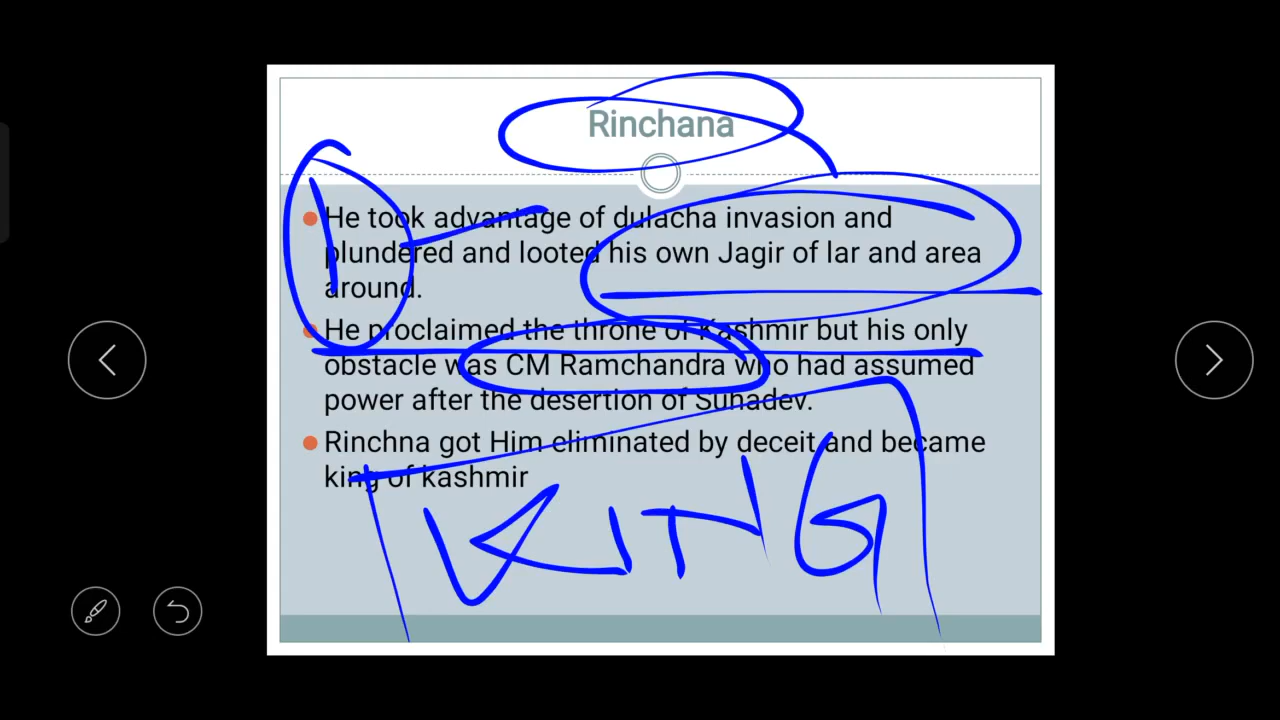 Rinchana
He took advantage of dulacha invasion and
plundered and looted his own Jagir of lar and area
around.
He proclaimed the throne of Kashmir but his only
obstacle was CM Ramchandra who had assumed
power after the desertion of Suhadev.
Rinchna got Him eliminated by deceit and became
king of kashmir
KING